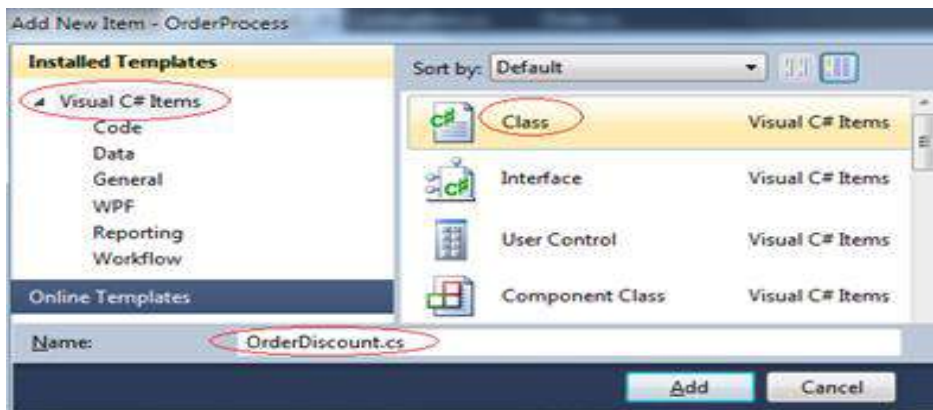 Add New Item - OrderProcess
Installed Templates
Visual C# Items
Code
Data
General
WPF
Reporting
Workflow
Online Templates
Sort by: Default
Class Visual C# Items
Interface Visual C# Items
User Control Visual C# Items
Component Class Visual C# Items
Name: OrderDiscount.cs
Add Cancel